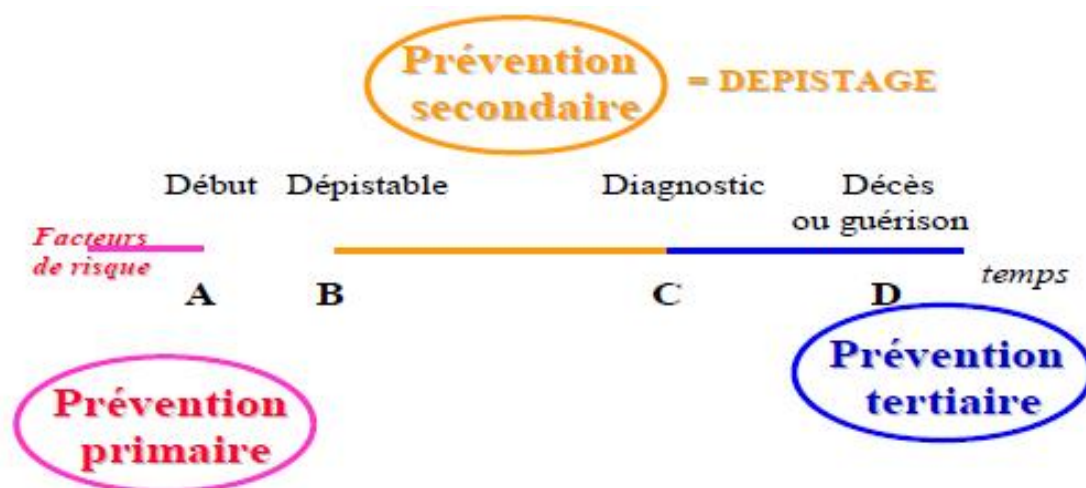 Prévention
secondaire
= DEPISTAGE
Début Dépistable Diagnostic Décès
ou guérison
Facteurs
de risque
temps
A B C D
Prévention
primaire
Prévention
tertiaire